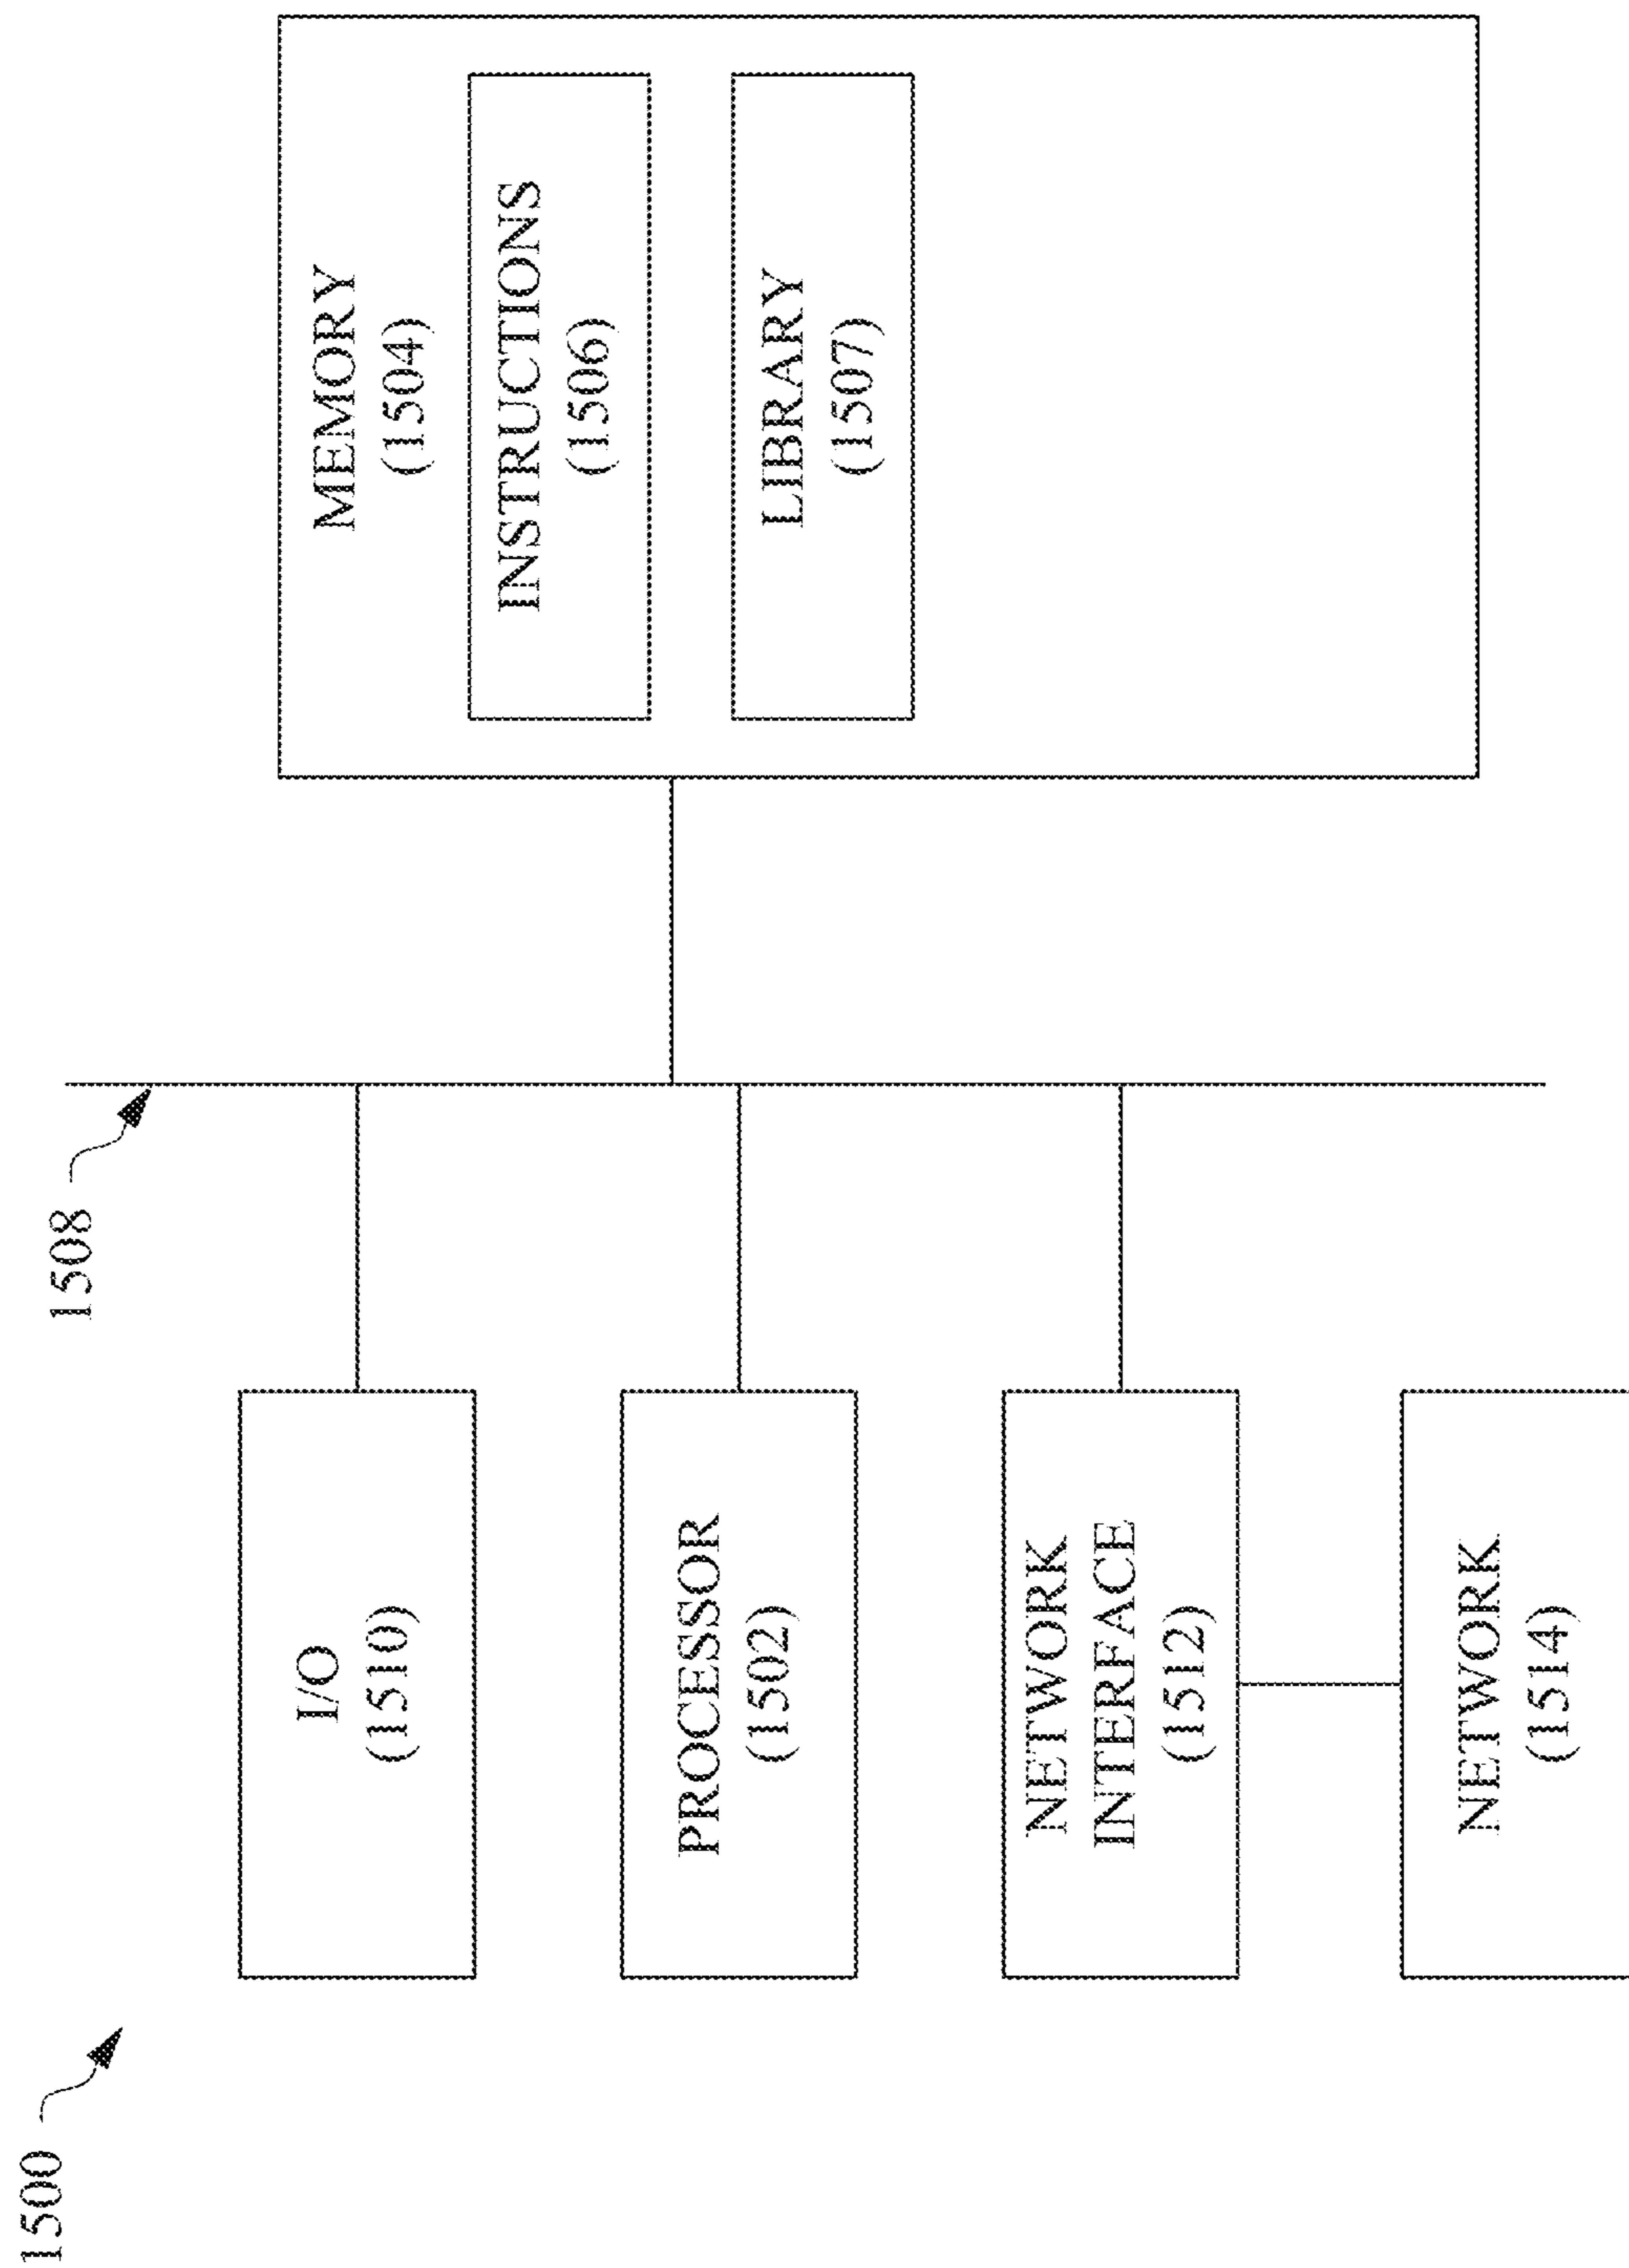 1500
1508
I/O
(1510)
PROCESSOR
(1502)
NETWORK
INTERFACE
(1512)
NETWORK
(1514)
MEMORY
(1504)
INSTRUCTIONS
(1506)
LIBRARY
(1507)